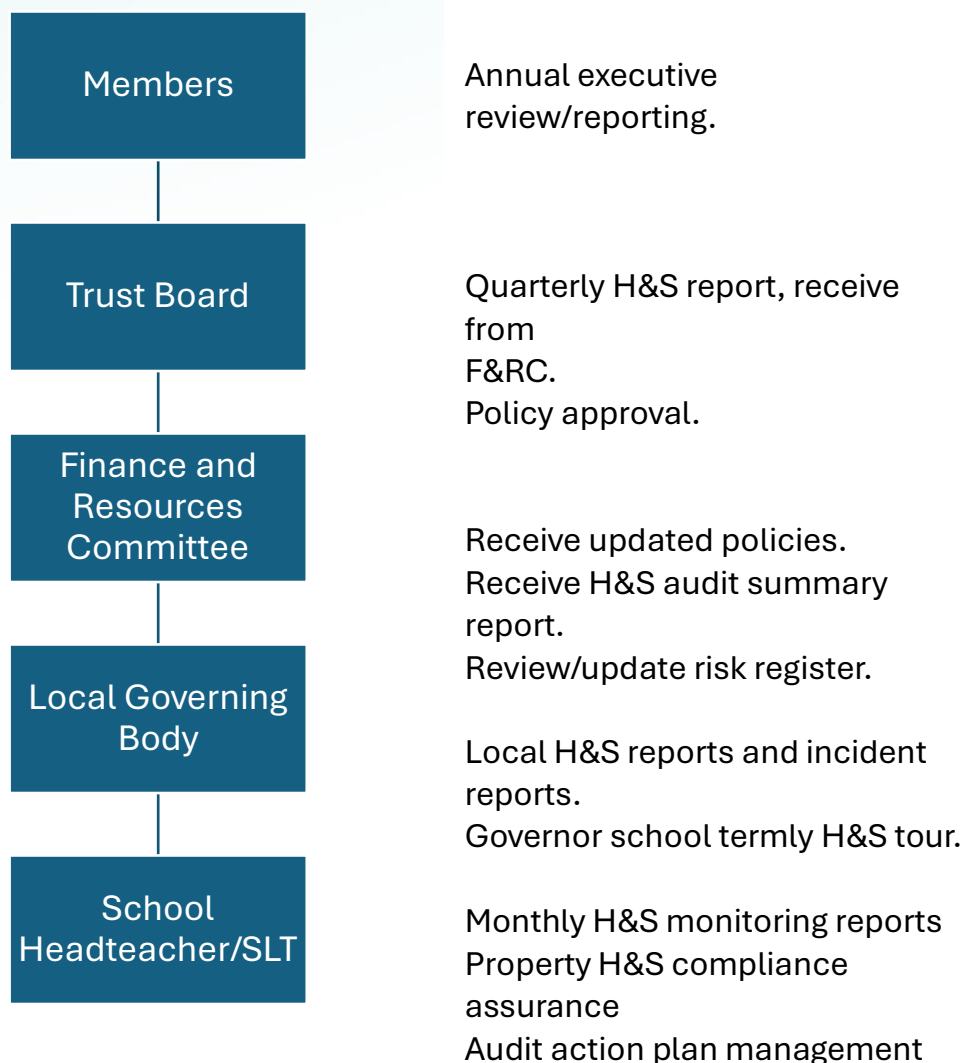 Members
Annual executive
review/reporting.
Trust Board
Quarterly H&S report, receive
from
F&RC.
Policy approval.
Finance and
Resources
Committee
Receive updated policies.
Receive H&S audit summary
report.
Review/update risk register.
Local Governing
Body
Local H&S reports and incident
reports.
Governor school termly H&S tour.
School
Headteacher/SLT
Monthly H&S monitoring reports
Property H&S compliance
assurance
Audit action plan management